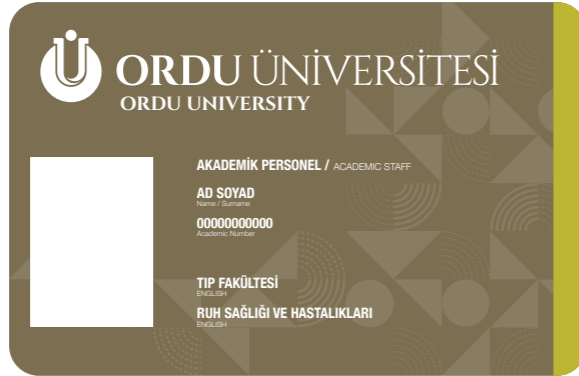 ORDU ÜNİVERSİTESİ
ORDU UNIVERSITY
AKADEMİK PERSONEL / ACADEMIC STAFF
AD SOYAD
Name / Surname
00000000000
Academic Number
TIP FAKÜLTESİ
ENGLISH
RUH SAĞLIĞI VE HASTALIKLARI
ENGLISH